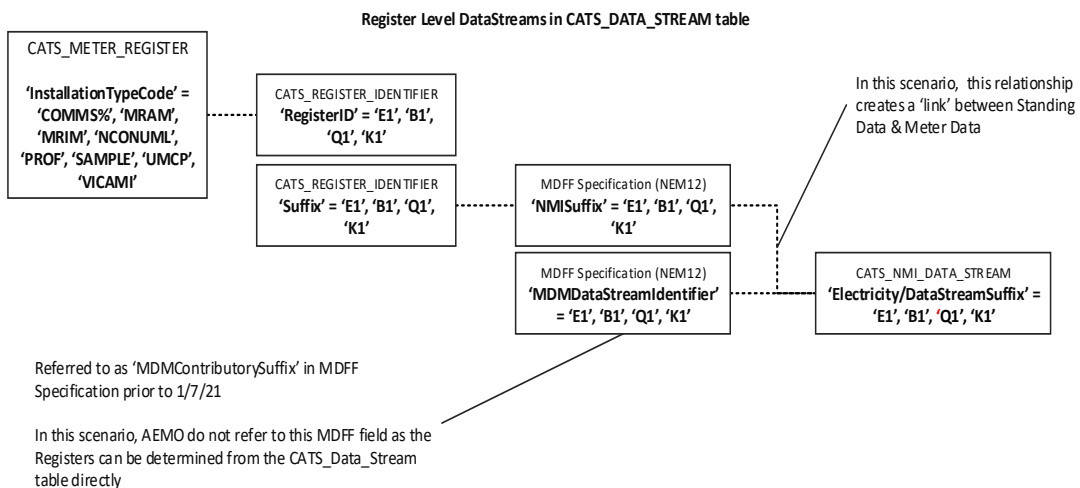 Register Level DataStreams in CATS_DATA_STREAM table
CATS_METER_REGISTER
‘InstallationTypeCode’ =
‘COMMS%’, ‘MRAM’,
‘MRIM’, ‘NCONUML’,
‘PROF’, ‘SAMPLE’, ‘UMCP’,
‘VICAMI’
CATS_REGISTER_IDENTIFIER
‘RegisterID’ = ‘E1’, ‘B1’,
‘Q1’, ‘K1’
In this scenario, this relationship
creates a ‘link’ between Standing
Data & Meter Data
CATS_REGISTER_IDENTIFIER
‘Suffix’ = ‘E1’, ‘B1’, ‘Q1’,
‘K1’
MDFF Specification (NEM12)
‘NMISuffix’ = ‘E1’, ‘B1’, ‘Q1’,
‘K1’
MDFF Specification (NEM12)
‘MDMDataStreamIdentifier’
= ‘E1’, ‘B1’, ‘Q1’, ‘K1’
CATS_NMI_DATA_STREAM
‘Electricity/DataStreamSuffix’ =
‘E1’, ‘B1’, ‘Q1’, ‘K1’
Referred to as ‘MDMContributorySuffix’ in MDFF
Specification prior to 1/7/21
In this scenario, AEMO do not refer to this MDFF field as the
Registers can be determined from the CATS_Data_Stream
table directly